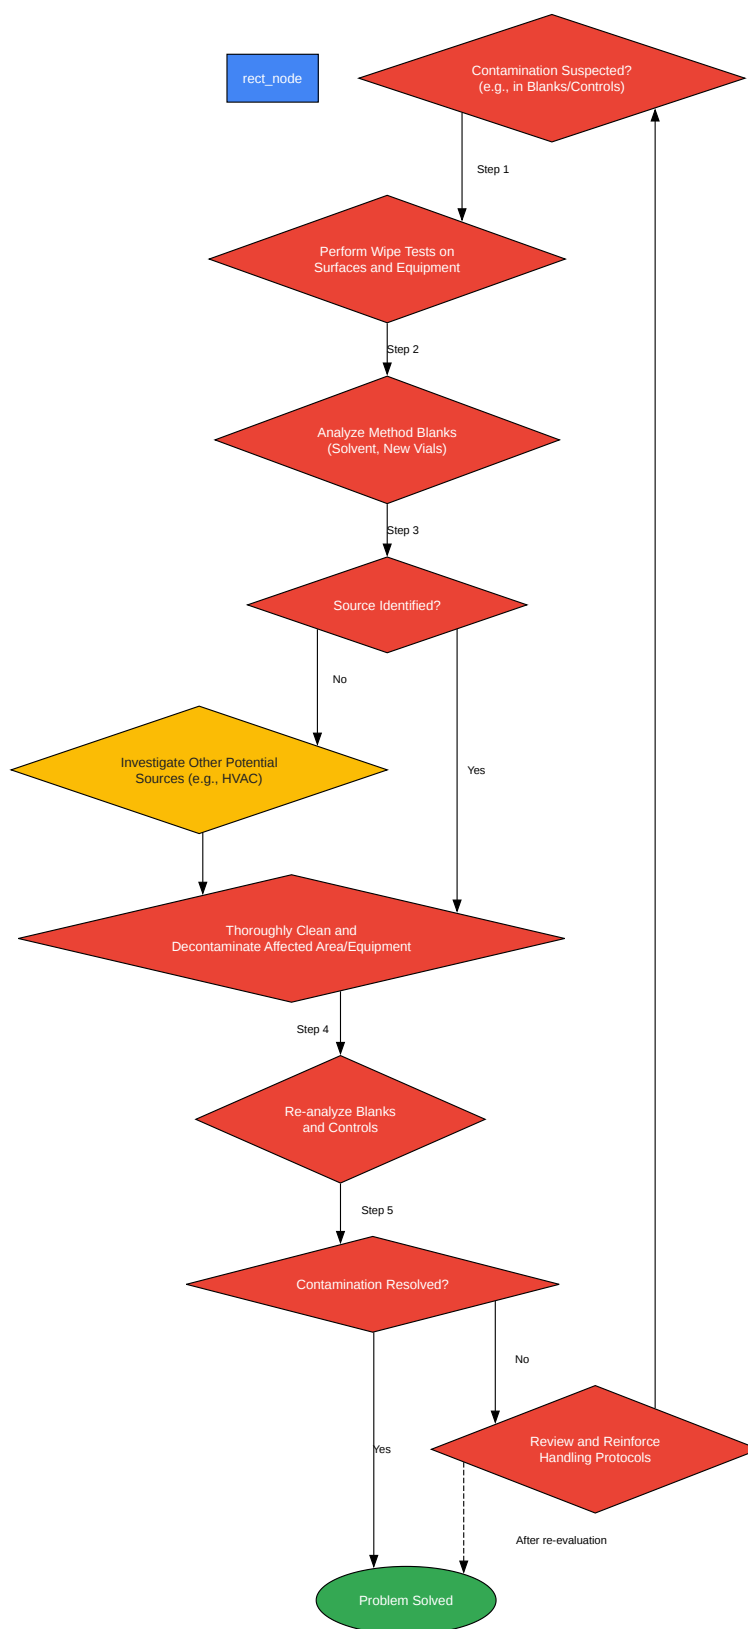 rect_node
Contamination Suspected?
(e.g., in Blanks/Controls)
Step 1
Perform Wipe Tests on
Surfaces and Equipment
Step 2
Analyze Method Blanks
(Solvent, New Vials)
Step 3
Source Identified?
No
Investigate Other Potential
Sources (e.g., HVAC)
Yes
Thoroughly Clean and
Decontaminate Affected Area/Equipment
Step 4
Re-analyze Blanks
and Controls
Step 5
Contamination Resolved?
No
Review and Reinforce
Handling Protocols
Yes
After re-evaluation
Problem Solved